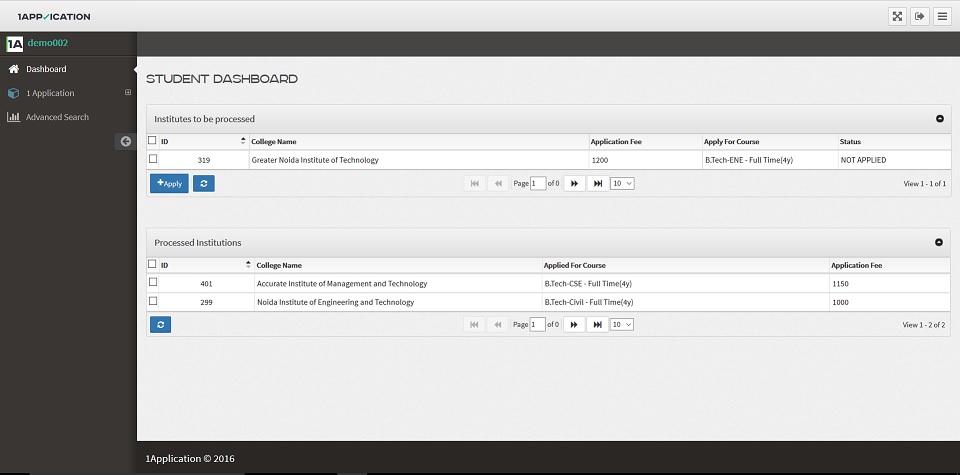 1APPLICATION
1A demo002
Dashboard
1 Application
Advanced Search
STUDENT DASHBOARD
Institutes to be processed
ID College Name Application Fee Apply For Course Status
319 Greater Noida Institute of Technology 1200 B.Tech-ENE - Full Time(4y) NOT APPLIED
+Apply Page 1 of 0 10 View 1 - 1 of 1
Processed Institutions
ID College Name Applied For Course Application Fee
401 Accurate Institute of Management and Technology B.Tech-CSE - Full Time(4y) 1150
299 Noida Institute of Engineering and Technology B.Tech-Civil - Full Time(4y) 1000
Page 1 of 0 10 View 1 - 2 of 2
1Application © 2016